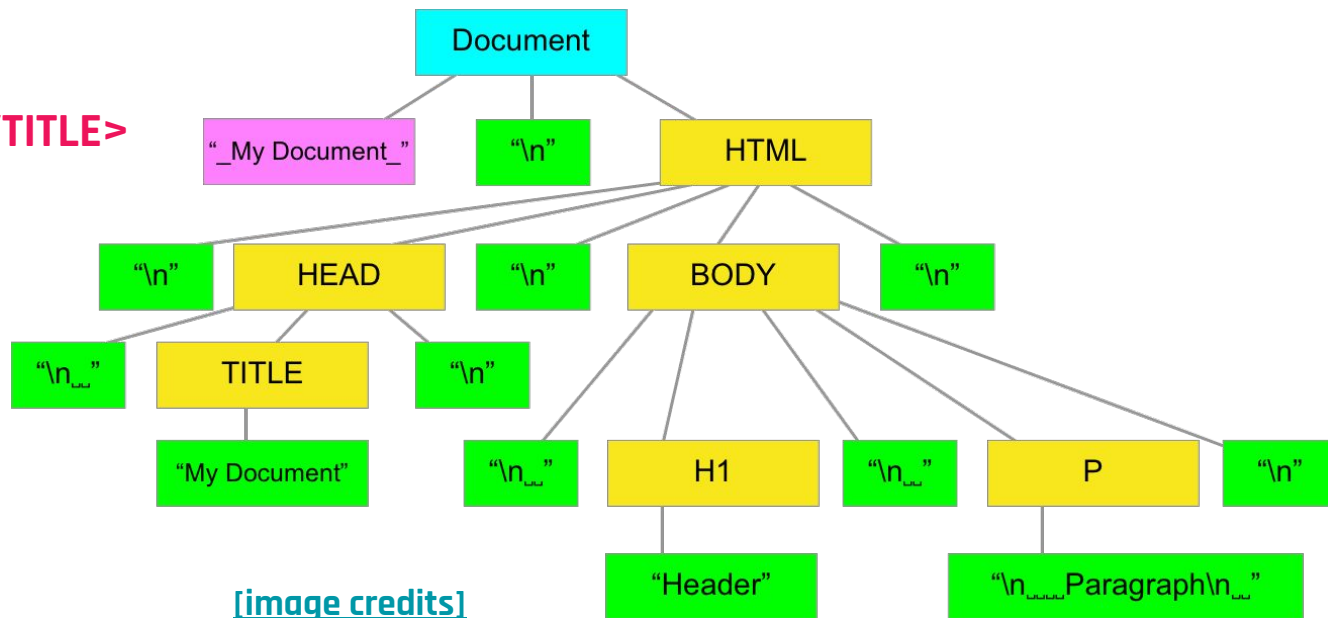 Document
/TITLE>
“_My Document_”
“\n”
HTML
“\n”
HEAD
“\n”
BODY
“\n”
“\n␣␣”
TITLE
“\n”
“My Document”
“\n␣␣”
H1
“\n␣␣”
P
“\n”
“Header”
“\n␣␣␣␣Paragraph\n␣␣”
[image credits]